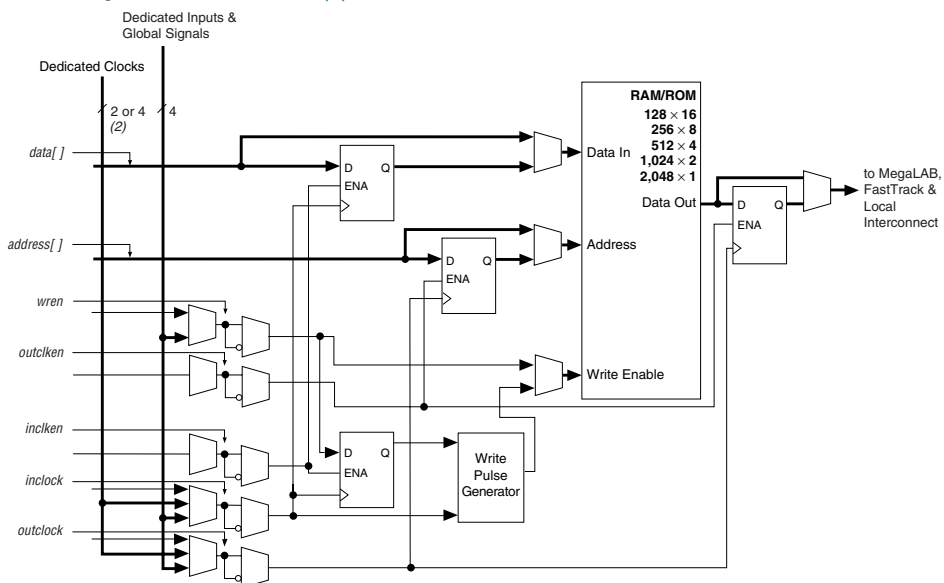 Dedicated Inputs &
Global Signals
Dedicated Clocks
2 or 4
(2)
4
data[ ]
address[ ]
wren
outclken
inclken
inclock
outclock
D Q
ENA
D Q
ENA
D Q
ENA
Write
Pulse
Generator
RAM/ROM
128 × 16
256 × 8
512 × 4
1,024 × 2
2,048 × 1
Data In
Data Out
Address
Write Enable
D Q
ENA
to MegaLAB,
FastTrack &
Local
Interconnect